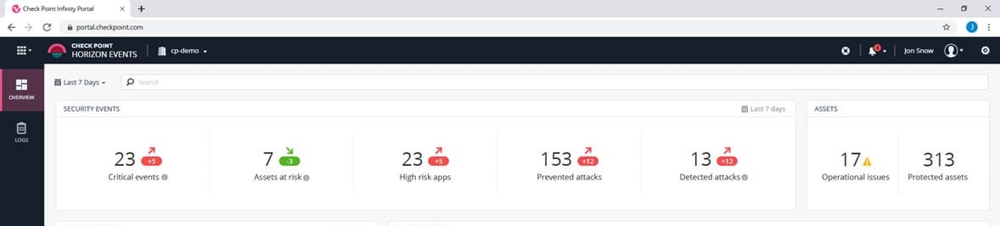 Check Point Infinity Portal
portal.checkpoint.com
J
CHECK POINT
HORIZON EVENTS
cp-demo
Jon Snow
OVERVIEW
LOGS
Last 7 Days
Search
SECURITY EVENTS
Last 7 days
23 +5
Critical events
7 -3
Assets at risk
23 +5
High risk apps
153 +12
Prevented attacks
13 +12
Detected attacks
ASSETS
17
Operational issues
313
Protected assets